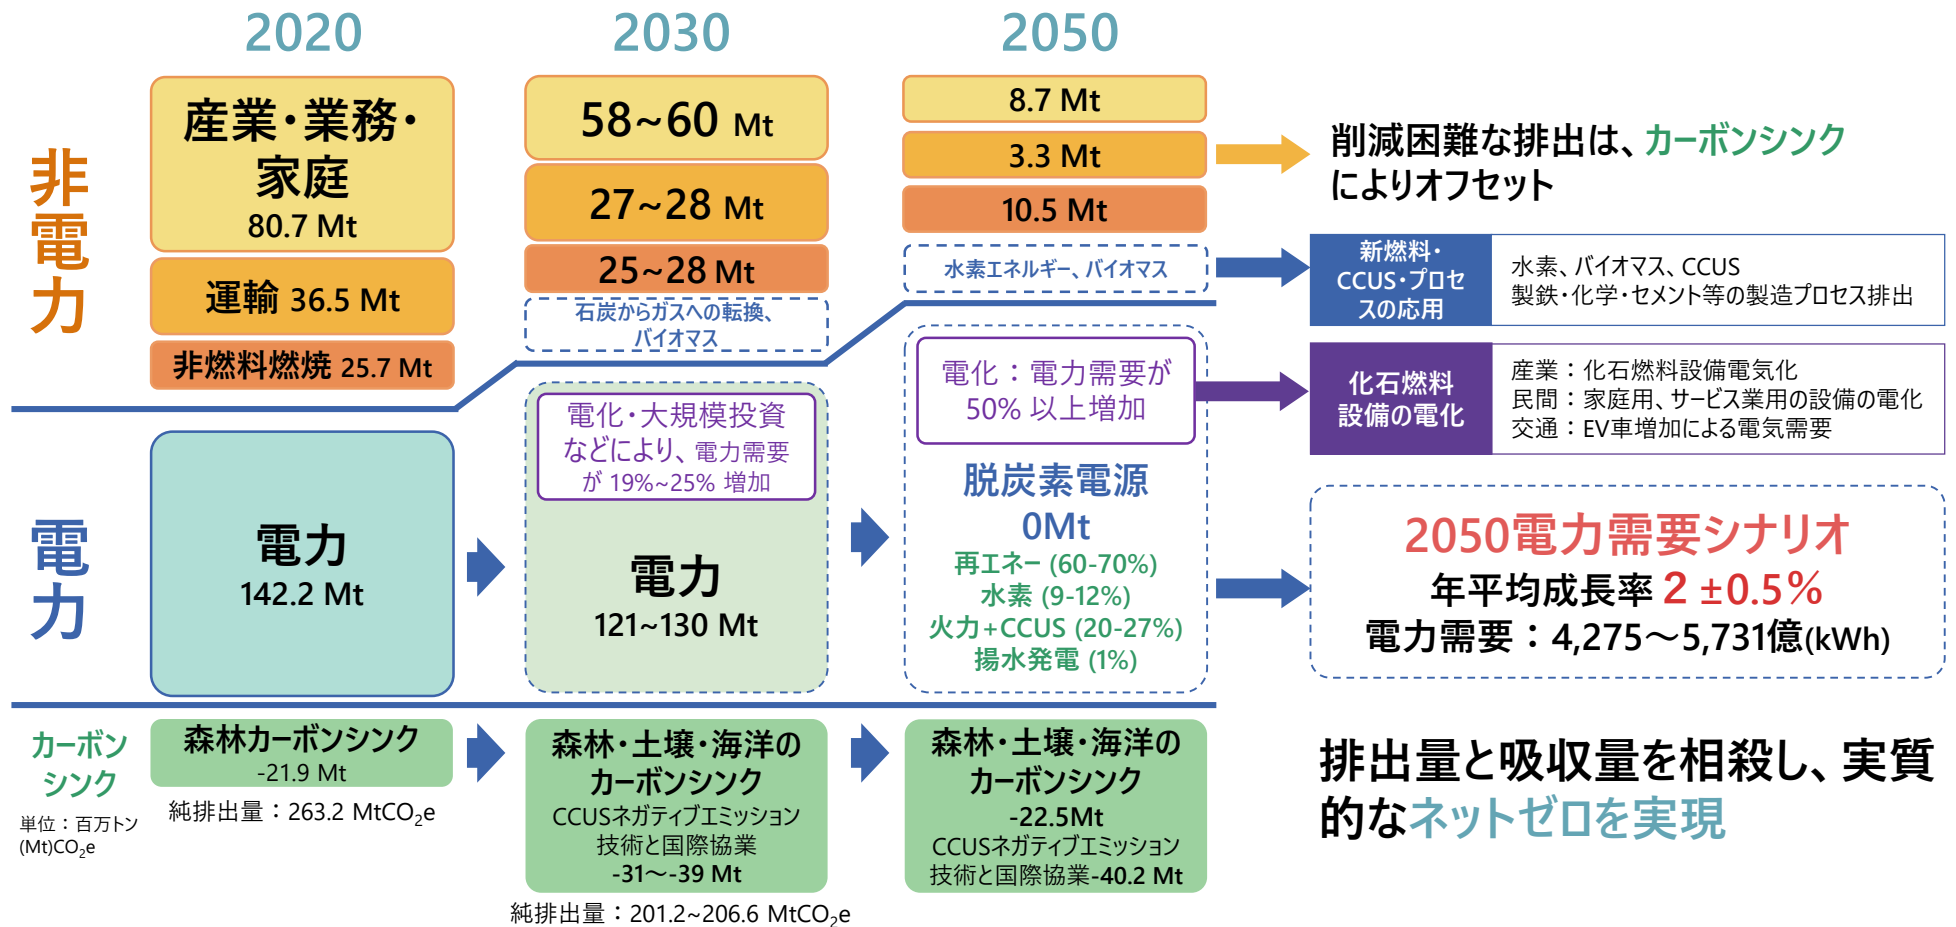 2020
2030
2050
非電力
産業・業務・
家庭
80.7 Mt
運輸 36.5 Mt
非燃料燃焼 25.7 Mt
58~60 Mt
27~28 Mt
25~28 Mt
石炭からガスへの転換、
バイオマス
8.7 Mt
3.3 Mt
10.5 Mt
水素エネルギー、バイオマス
削減困難な排出は、カーボンシンク
によりオフセット
新燃料・
CCUS・プロセ
スの応用
水素、バイオマス、CCUS
製鉄・化学・セメント等の製造プロセス排出
化石燃料
設備の電化
産業：化石燃料設備電気化
民間：家庭用、サービス業用の設備の電化
交通：EV車増加による電気需要
電力
電力
142.2 Mt
電化・大規模投資
などにより、電力需要
が 19%~25% 増加
電力
121~130 Mt
電化：電力需要が
50% 以上増加
脱炭素電源
0Mt
再エネー (60-70%)
水素 (9-12%)
火力+CCUS (20-27%)
揚水発電 (1%)
2050電力需要シナリオ
年平均成長率 2 ±0.5%
電力需要：4,275～5,731億(kWh)
カーボン
シンク
単位：百万トン
(Mt)CO₂e
森林カーボンシンク
-21.9 Mt
純排出量：263.2 MtCO₂e
森林・土壌・海洋の
カーボンシンク
CCUSネガティブエミッション
技術と国際協業
-31～-39 Mt
純排出量：201.2~206.6 MtCO₂e
森林・土壌・海洋の
カーボンシンク
-22.5Mt
CCUSネガティブエミッション
技術と国際協業-40.2 Mt
排出量と吸収量を相殺し、実質
的なネットゼロを実現